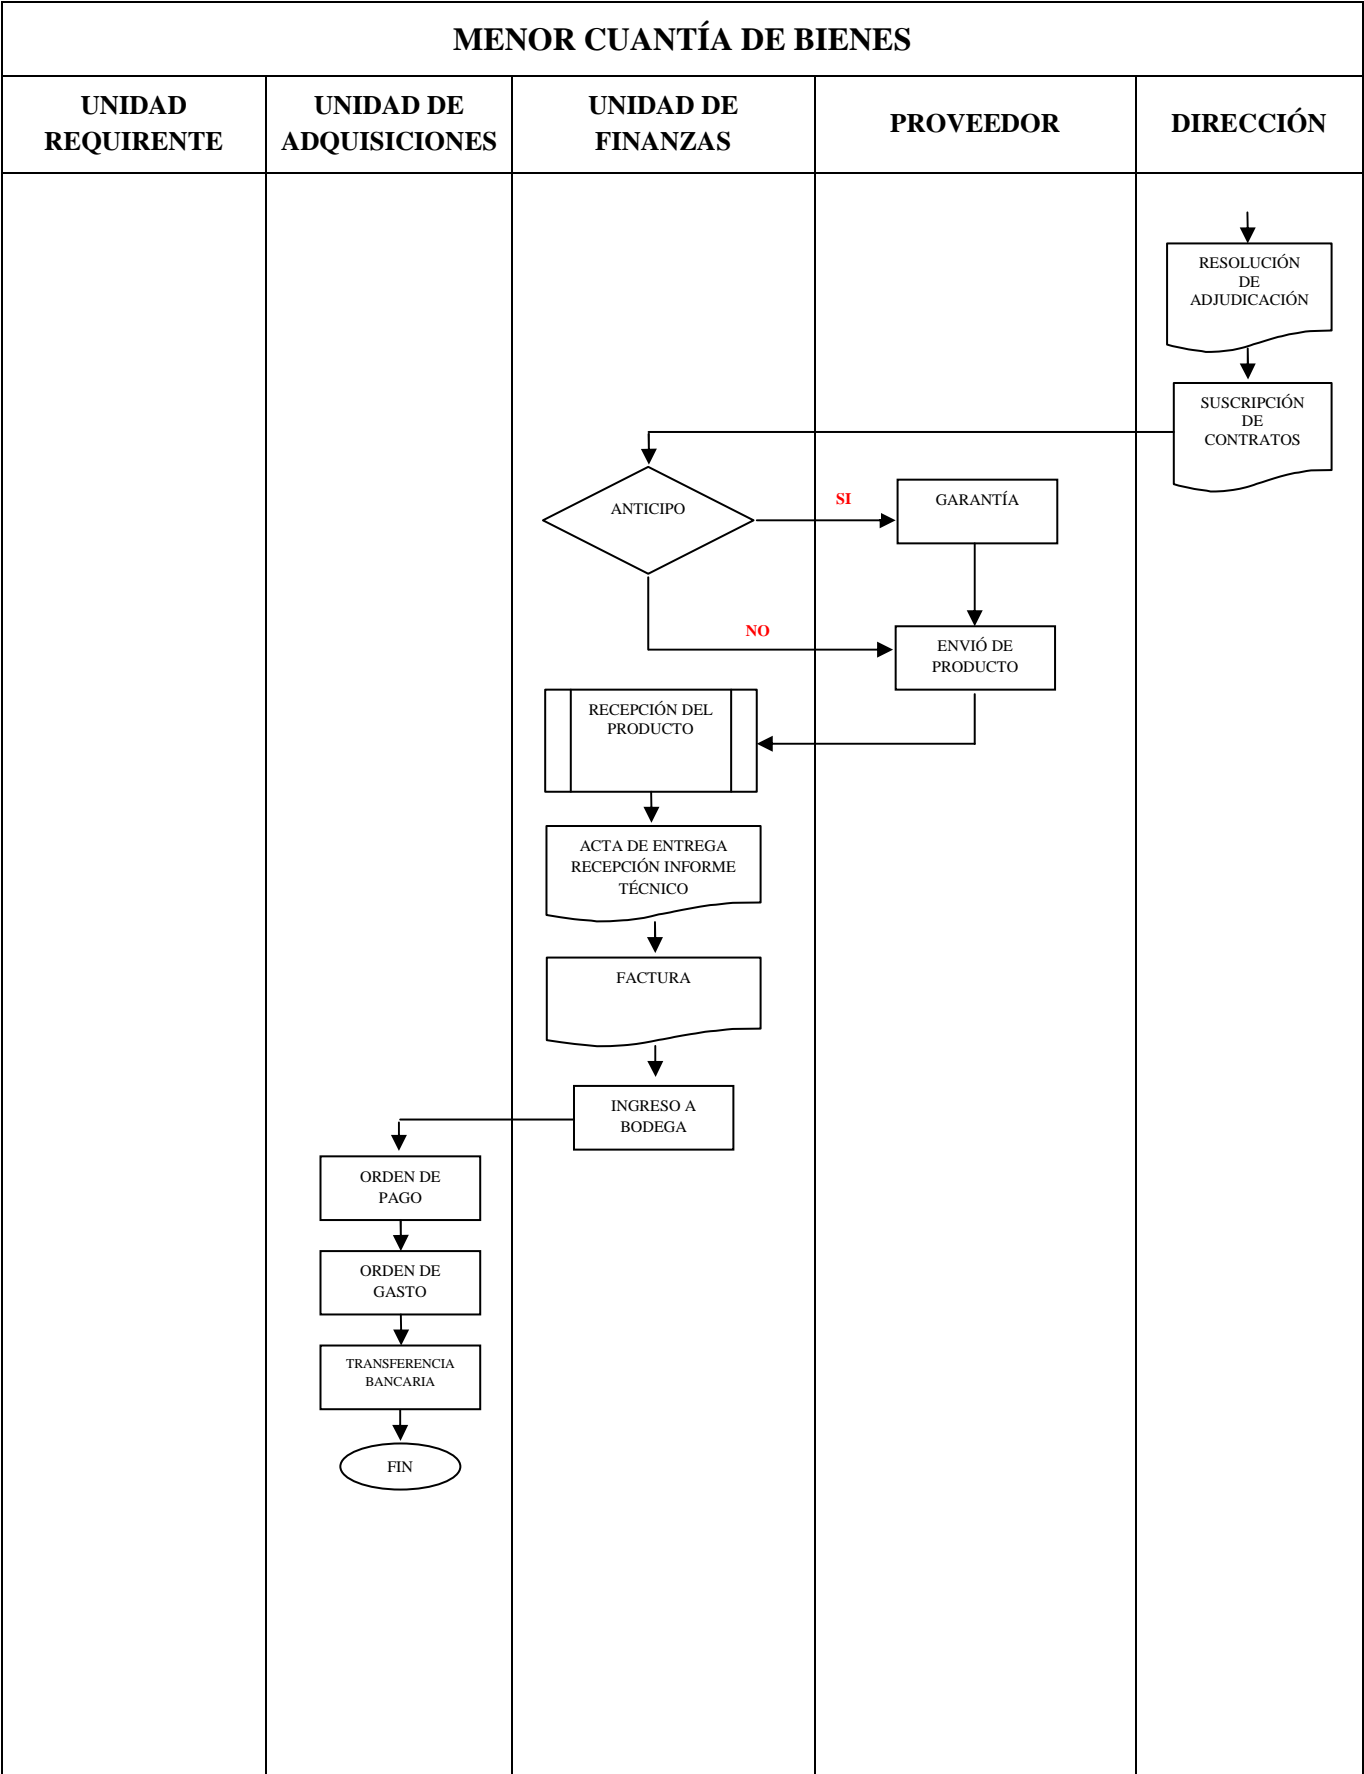 MENOR CUANTÍA DE BIENES
UNIDAD
REQUIRENTE
UNIDAD DE
ADQUISICIONES
UNIDAD DE
FINANZAS
PROVEEDOR
DIRECCIÓN
RESOLUCIÓN
DE
ADJUDICACIÓN
SUSCRIPCIÓN
DE
CONTRATOS
ANTICIPO
SI
GARANTÍA
NO
ENVIÓ DE
PRODUCTO
RECEPCIÓN DEL
PRODUCTO
ACTA DE ENTREGA
RECEPCIÓN INFORME
TÉCNICO
FACTURA
INGRESO A
BODEGA
ORDEN DE
PAGO
ORDEN DE
GASTO
TRANSFERENCIA
BANCARIA
FIN